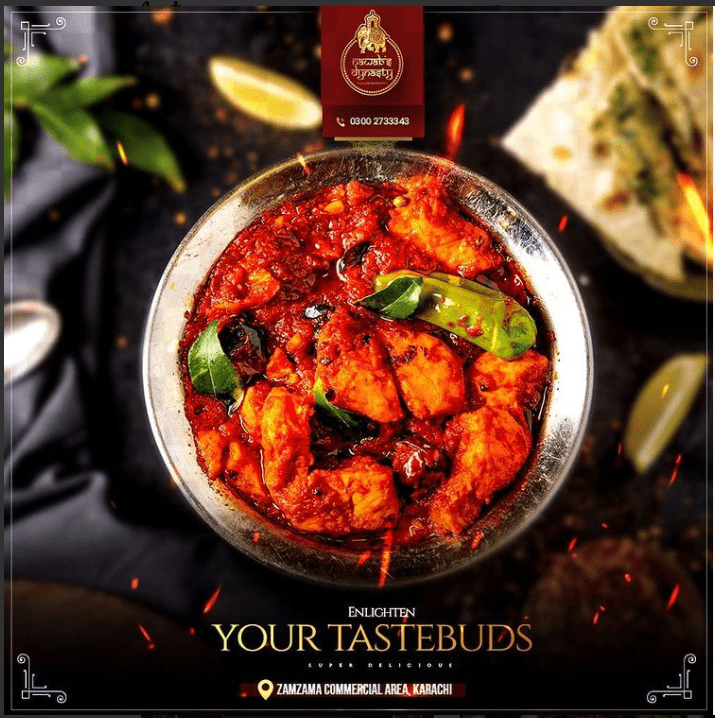 nawab's
dynasty
0300 2733343
ENLIGHTEN
YOUR TASTEBUDS
SUPER DELICIOUS
ZAMZAMA COMMERCIAL AREA, KARACHI